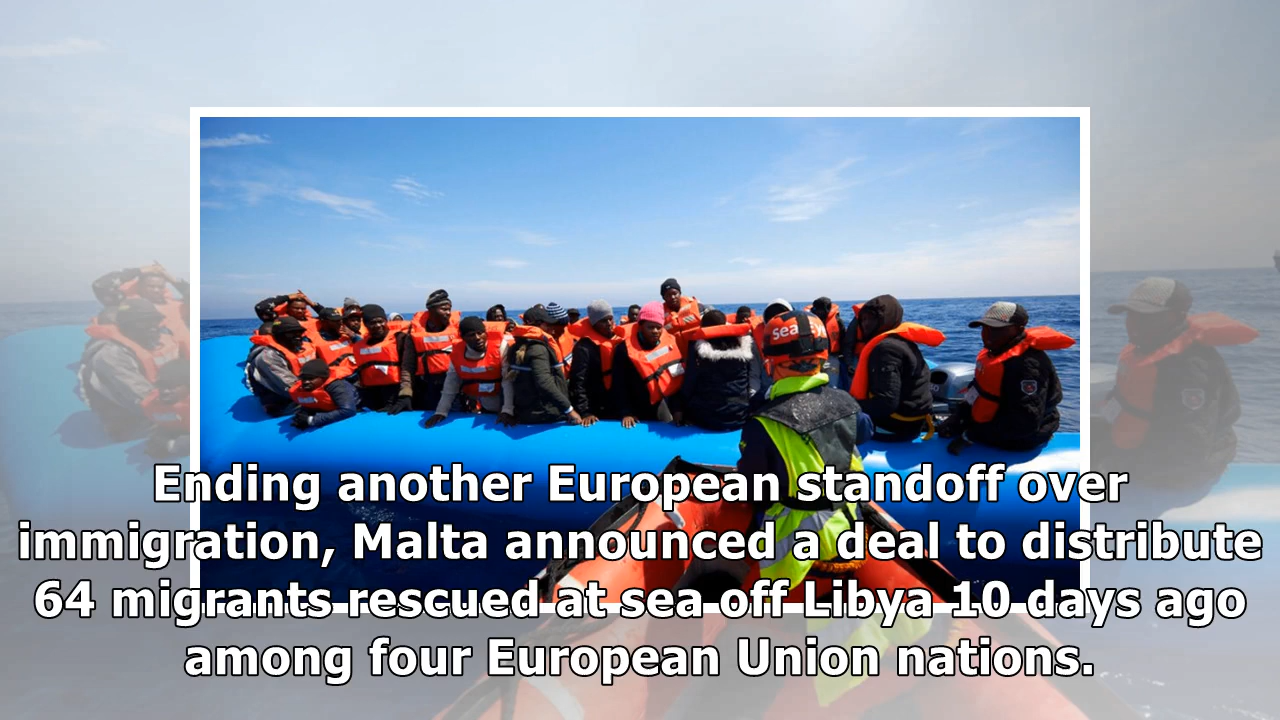 sea
Ending another European standoff over
immigration, Malta announced a deal to distribute
64 migrants rescued at sea off Libya 10 days ago
among four European Union nations.